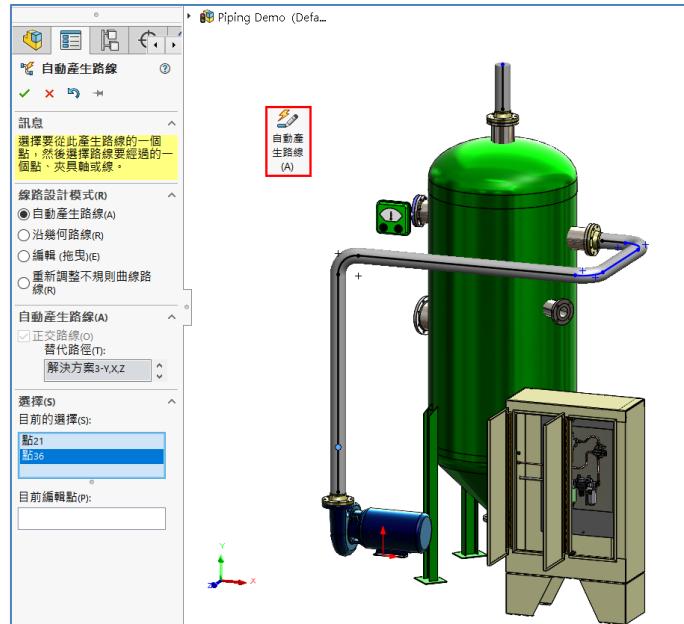 Piping Demo (Defa...
自動產生路線
訊息
選擇要從此產生路線的一個
點，然後選擇路線要經過的一
個點、夾具軸或線。
線路設計模式(R)
自動產生路線(A)
沿幾何路線(R)
編輯 (拖曳)(E)
重新調整不規則曲線路
線(R)
自動產生路線(A)
正交路線(O)
替代路徑(T):
解決方案3-Y,X,Z
選擇(S)
目前的選擇(S):
點21
點36
目前編輯點(P):
自動產
生路線
(A)
Y
Z
X